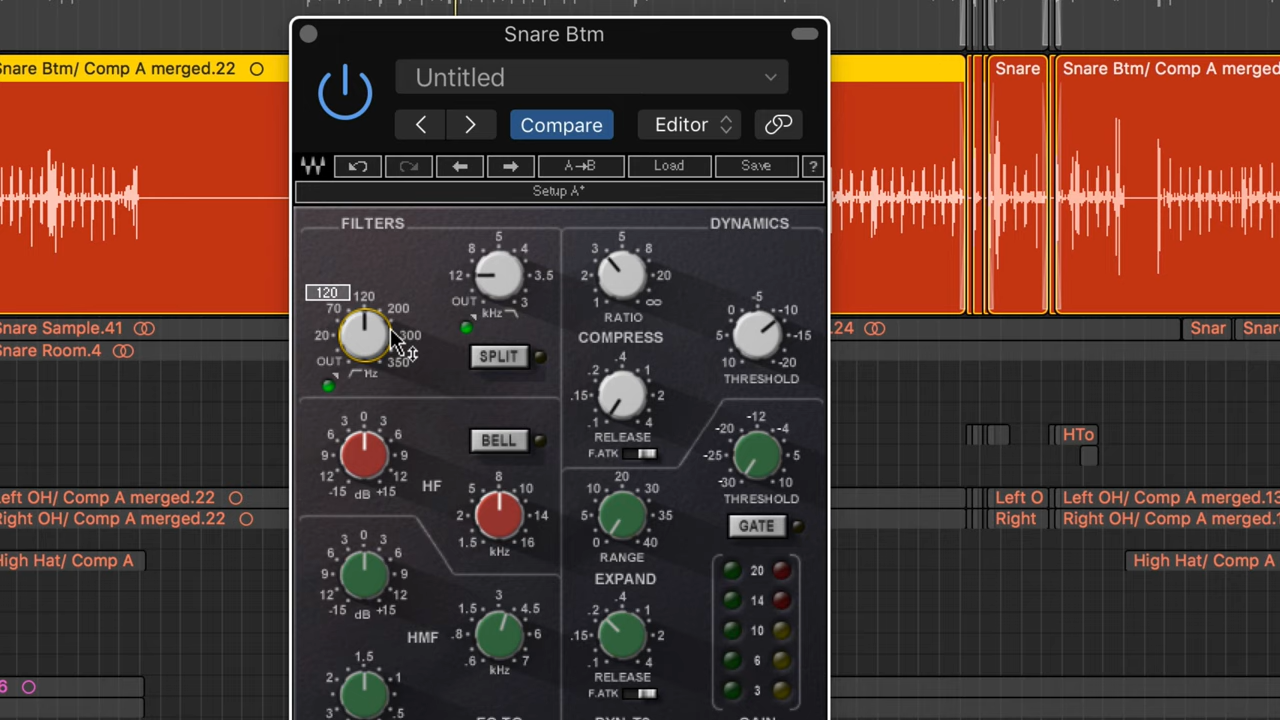 Snare Btm
Snare Btm/ Comp A merged.22
Snare
Snare Btm/ Comp A merged
Untitled
Compare
Editor
A→B
Load
Save
?
Setup A*
FILTERS
DYNAMICS
120
70 120 200
20 300
OUT 350
Hz
8 5 4
12 3.5
OUT 3
kHz
SPLIT
3 5 8
2 20
1 ∞
RATIO
COMPRESS
-5
0 -10
5 -15
10 -20
THRESHOLD
.2 .4 1
.15 2
.1 4
RELEASE
F.ATK
Snare Sample.41
.24
Snar
Snar
Snare Room.4
3 0 3
6 6
9 9
12 12
-15 dB +15
HF
BELL
5 8 10
2 14
1.5 16
kHz
-12
-20 -4
-25 5
-30 10
THRESHOLD
GATE
20
10 30
5 35
0 40
RANGE
EXPAND
HTo
Left OH/ Comp A merged.22
Left O
Left OH/ Comp A merged.13
Right OH/ Comp A merged.22
Right
Right OH/ Comp A merged.1
High Hat/ Comp A
High Hat/ Comp A
3 0 3
6 6
9 9
12 12
-15 dB +15
HMF
3
1.5 4.5
.8 6
.6 7
kHz
.2 .4 1
.15 2
.1 4
RELEASE
F.ATK
20
14
10
6
3
1.5
2 1
3 .5
6